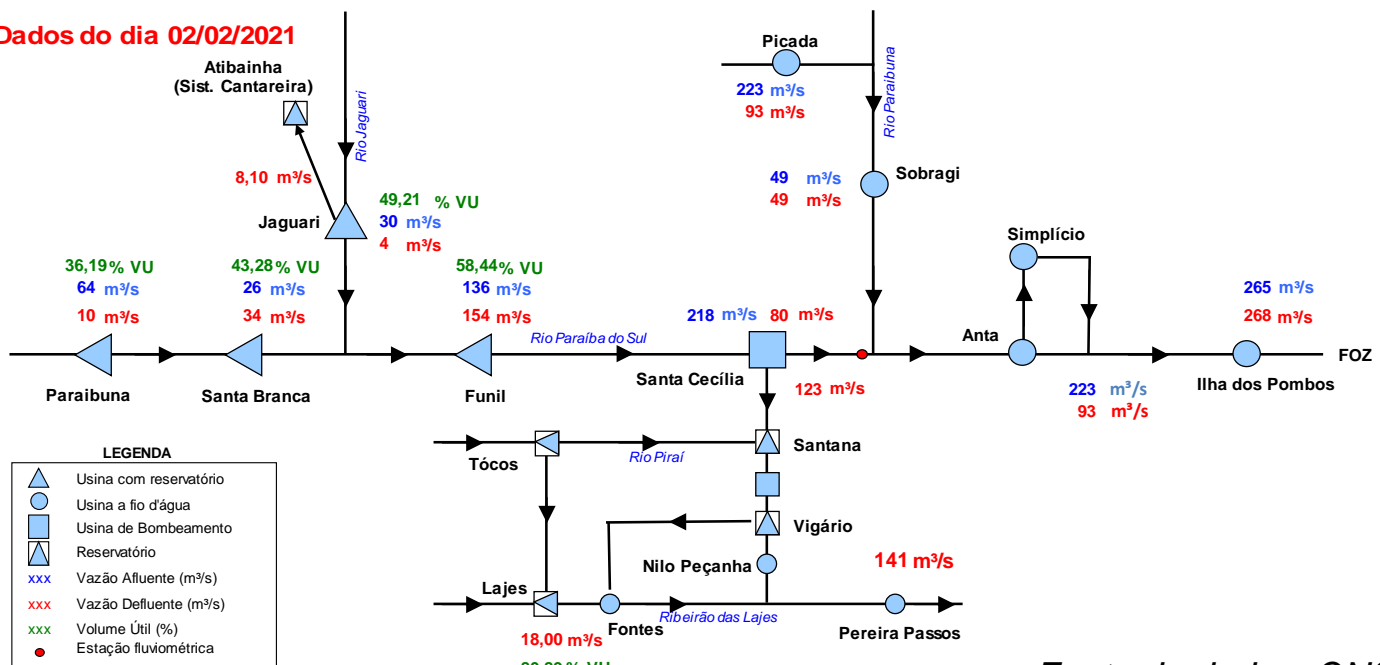 Dados do dia 02/02/2021
Picada
223 m³/s
93 m³/s
Rio Paraibuna
Atibainha
(Sist. Cantareira)
Rio Jaguari
8,10 m³/s
Jaguari
49,21 % VU
30 m³/s
4 m³/s
49 m³/s
49 m³/s
Sobragi
Simplício
36,19% VU
64 m³/s
10 m³/s
43,28% VU
26 m³/s
34 m³/s
58,44% VU
136 m³/s
154 m³/s
Rio Paraíba do Sul
218 m³/s 80 m³/s
Anta
265 m³/s
268 m³/s
FOZ
Paraibuna
Santa Branca
Funil
Santa Cecília
123 m³/s
223 m³/s
93 m³/s
Ilha dos Pombos
Tócos
Rio Piraí
Santana
Vigário
Nilo Peçanha
141 m³/s
Lajes
Fontes
Ribeirão das Lajes
Pereira Passos
18,00 m³/s
% VU
LEGENDA
Usina com reservatório
Usina a fio d'água
Usina de Bombeamento
Reservatório
xxx Vazão Afluente (m³/s)
xxx Vazão Defluente (m³/s)
xxx Volume Útil (%)
Estação fluviométrica